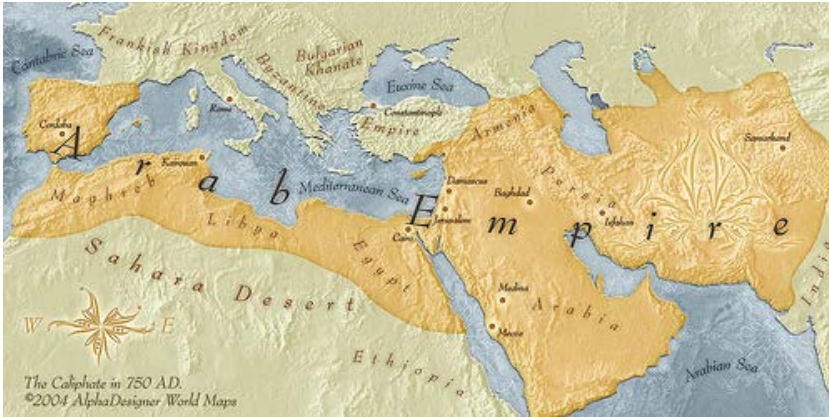 Frankish Kingdom
Cantabric Sea
Bulgarian
Khanate
Byzantine
Empire
Euxine Sea
Constantinople
Roma
Cordoba
Armenia
Samarkand
Kairouan
Maghreb
Arab Empire
Mediterranean Sea
Damascus
Baghdad
Persia
Isfahan
Jerusalem
Libya
Cairo
Egypt
India
Sahara Desert
Medina
Arabia
Mecca
W E
Ethiopia
Arabian Sea
The Caliphate in 750 A.D.
©2004 AlphaDesigner World Maps